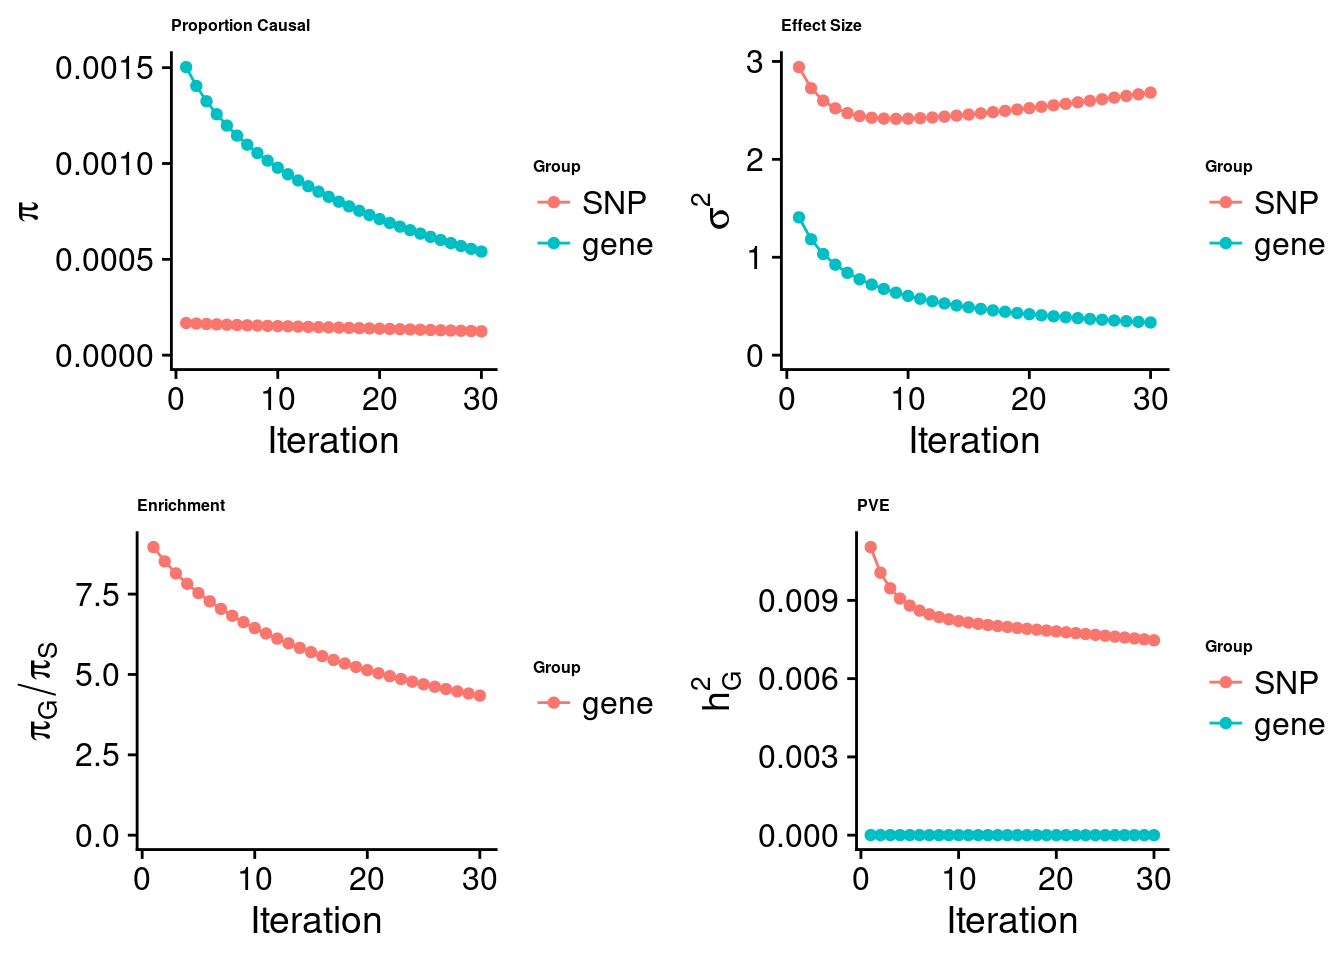 Proportion Causal
π
0.0015
0.0010
0.0005
0.0000
0 10 20 30
Iteration
Group
SNP
gene
Effect Size
σ²
3
2
1
0
0 10 20 30
Iteration
Group
SNP
gene
Enrichment
π_G/π_S
7.5
5.0
2.5
0.0
0 10 20 30
Iteration
Group
gene
PVE
h²_G
0.009
0.006
0.003
0.000
0 10 20 30
Iteration
Group
SNP
gene